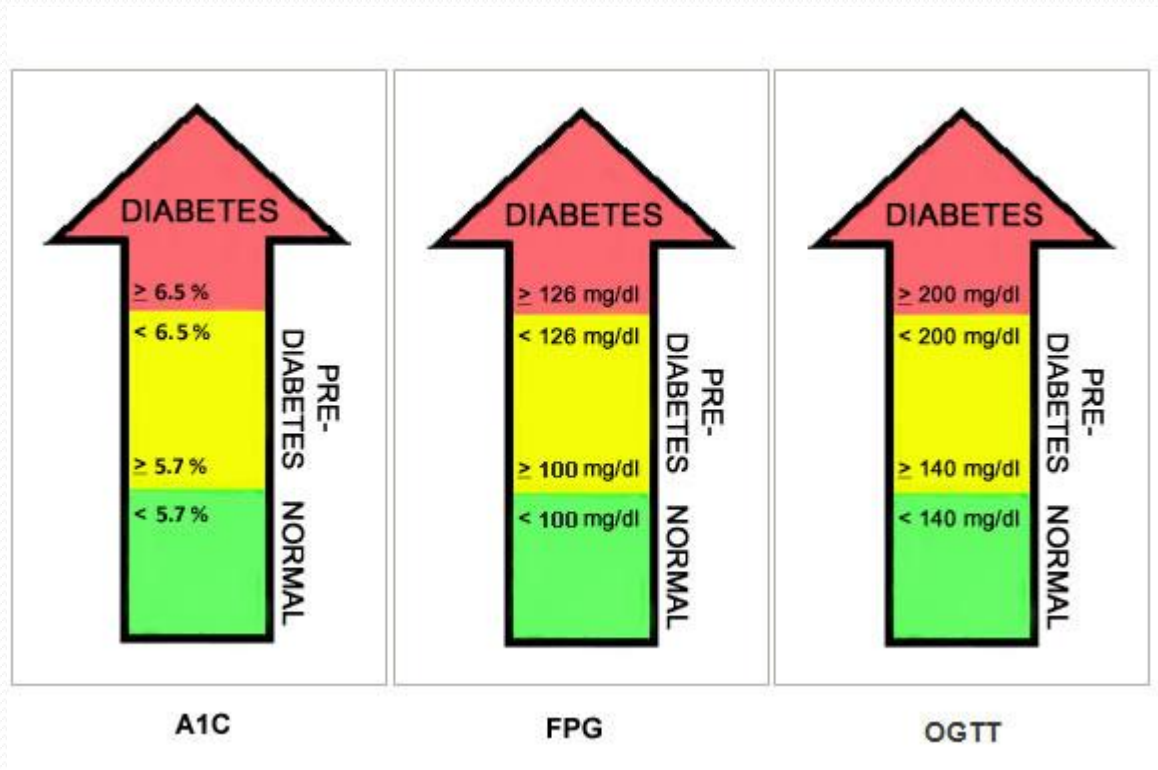 DIABETES
≥ 6.5 %
< 6.5 %
≥ 5.7 %
< 5.7 %
PRE-
DIABETES
NORMAL
A1C
DIABETES
≥ 126 mg/dl
< 126 mg/dl
≥ 100 mg/dl
< 100 mg/dl
PRE-
DIABETES
NORMAL
FPG
DIABETES
≥ 200 mg/dl
< 200 mg/dl
≥ 140 mg/dl
< 140 mg/dl
PRE-
DIABETES
NORMAL
OGTT